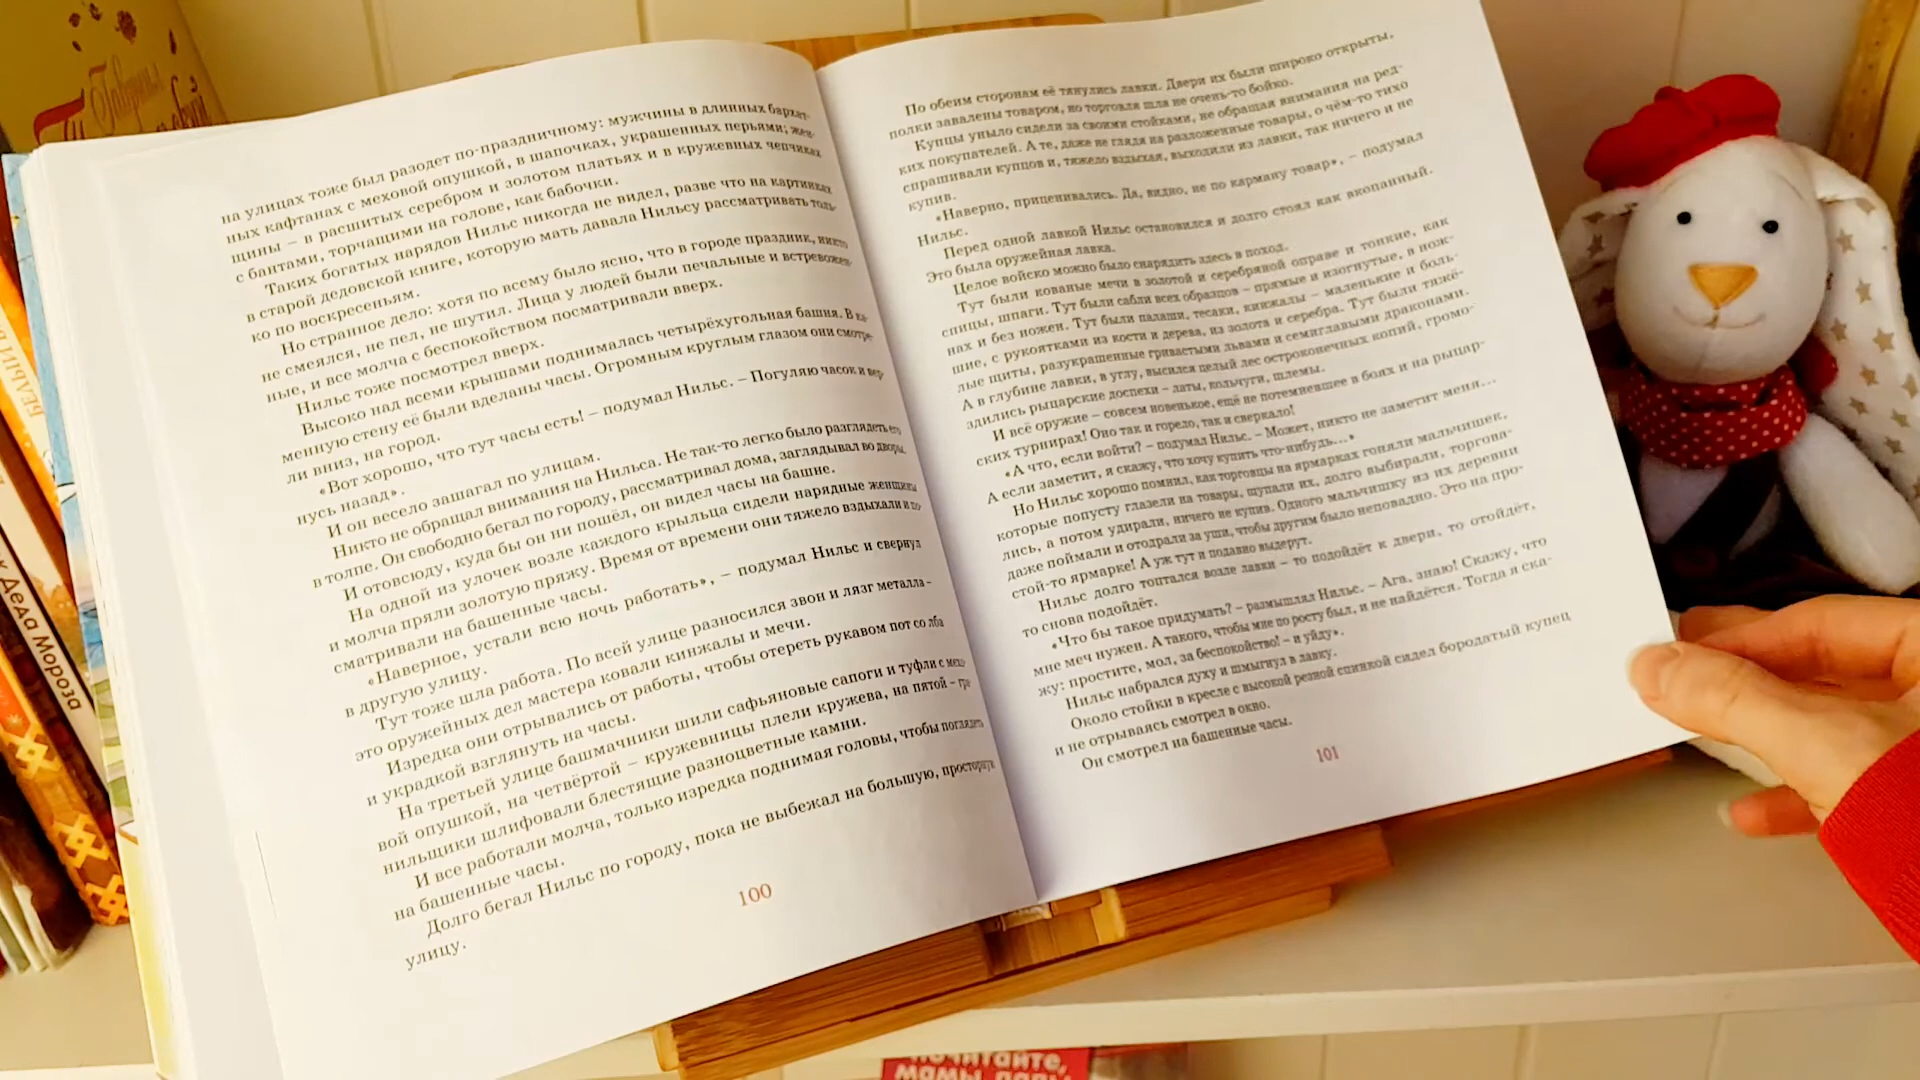 на улицах тоже был разодет по-праздничному: мужчины в длинных бархат-
ных кафтанах с меховой опушкой, в шапочках, украшенных перьями; жен-
щины – в расшитых серебром и золотом платьях и в кружевных чепчиках
с бантами, торчащими на голове, как бабочки.
Таких богатых нарядов Нильс никогда не видел, разве что на картинках
в старой дедовской книге, которую мать давала Нильсу рассматривать толь-
ко по воскресеньям.
Но странное дело: хотя по всему было ясно, что в городе праздник, никто
не смеялся, не пел, не шутил. Лица у людей были печальные и встревожен-
ные, и все молча с беспокойством посматривали вверх.
Нильс тоже посмотрел вверх.
Высоко над всеми крышами поднималась четырёхугольная башня. В ка-
менную стену её были вделаны часы. Огромным круглым глазом они смотре-
ли вниз, на город.
«Вот хорошо, что тут часы есть! – подумал Нильс. – Погуляю часок и вер-
нусь назад».
И он весело зашагал по улицам.
Никто не обращал внимания на Нильса. Не так-то легко было разглядеть его
в толпе. Он свободно бегал по городу, рассматривал дома, заглядывал во дворы.
И отовсюду, куда бы он ни пошёл, он видел часы на башне.
На одной из улочек возле каждого крыльца сидели нарядные женщины
и молча пряли золотую пряжу. Время от времени они тяжело вздыхали и по-
сматривали на башенные часы.
«Наверное, устали всю ночь работать», – подумал Нильс и свернул
в другую улицу.
Тут тоже шла работа. По всей улице разносился звон и лязг металла –
это оружейных дел мастера ковали кинжалы и мечи.
Изредка они отрывались от работы, чтобы отереть рукавом пот со лба
и украдкой взглянуть на часы.
На третьей улице башмачники шили сафьяновые сапоги и туфли с мехо-
вой опушкой, на четвёртой – кружевницы плели кружева, на пятой – гра-
нильщики шлифовали блестящие разноцветные камни.
И все работали молча, только изредка поднимая головы, чтобы поглядеть
на башенные часы.
Долго бегал Нильс по городу, пока не выбежал на большую, просторную
улицу.
100
По обеим сторонам её тянулись лавки. Двери их были широко открыты,
полки завалены товаром, но торговля шла не очень-то бойко.
Купцы уныло сидели за своими стойками, не обращая внимания на ред-
ких покупателей. А те, даже не глядя на разложенные товары, о чём-то тихо
спрашивали купцов и, тяжело вздыхая, выходили из лавки, так ничего и не
купив.
«Наверно, приценивались. Да, видно, не по карману товар», – подумал
Нильс.
Перед одной лавкой Нильс остановился и долго стоял как вкопанный.
Это была оружейная лавка.
Целое войско можно было снарядить здесь в поход.
Тут были кованые мечи в золотой и серебряной оправе и тонкие, как
спицы, шпаги. Тут были сабли всех образцов – прямые и изогнутые, в нож-
нах и без ножен. Тут были палаши, тесаки, кинжалы – маленькие и боль-
шие, с рукоятками из кости и дерева, из золота и серебра. Тут были тяжё-
лые щиты, разукрашенные гривастыми львами и семиглавыми драконами.
А в глубине лавки, в углу, высился целый лес остроконечных копий, громо-
здились рыцарские доспехи – латы, кольчуги, шлемы.
И всё оружие – совсем новенькое, ещё не потемневшее в боях и на рыцар-
ских турнирах! Оно так и горело, так и сверкало!
«А что, если войти? – подумал Нильс. – Может, никто не заметит меня…
А если заметит, я скажу, что хочу купить что-нибудь…»
Но Нильс хорошо помнил, как торговцы на ярмарках гоняли мальчишек,
которые попусту глазели на товары, щупали их, долго выбирали, торгова-
лись, а потом удирали, ничего не купив. Одного мальчишку из их деревни
даже поймали и отодрали за уши, чтобы другим было неповадно. Это на про-
стой-то ярмарке! А уж тут и подавно выдерут.
Нильс долго топтался возле лавки – то подойдёт к двери, то отойдёт,
то снова подойдёт.
«Что бы такое придумать? – размышлял Нильс. – Ага, знаю! Скажу, что
мне меч нужен. А такого, чтобы мне по росту был, и не найдётся. Тогда я ска-
жу: простите, мол, за беспокойство! – и уйду».
Нильс набрался духу и шмыгнул в лавку.
Около стойки в кресле с высокой резной спинкой сидел бородатый купец
и не отрываясь смотрел в окно.
Он смотрел на башенные часы.
101
Деда Мороза
почитайте,